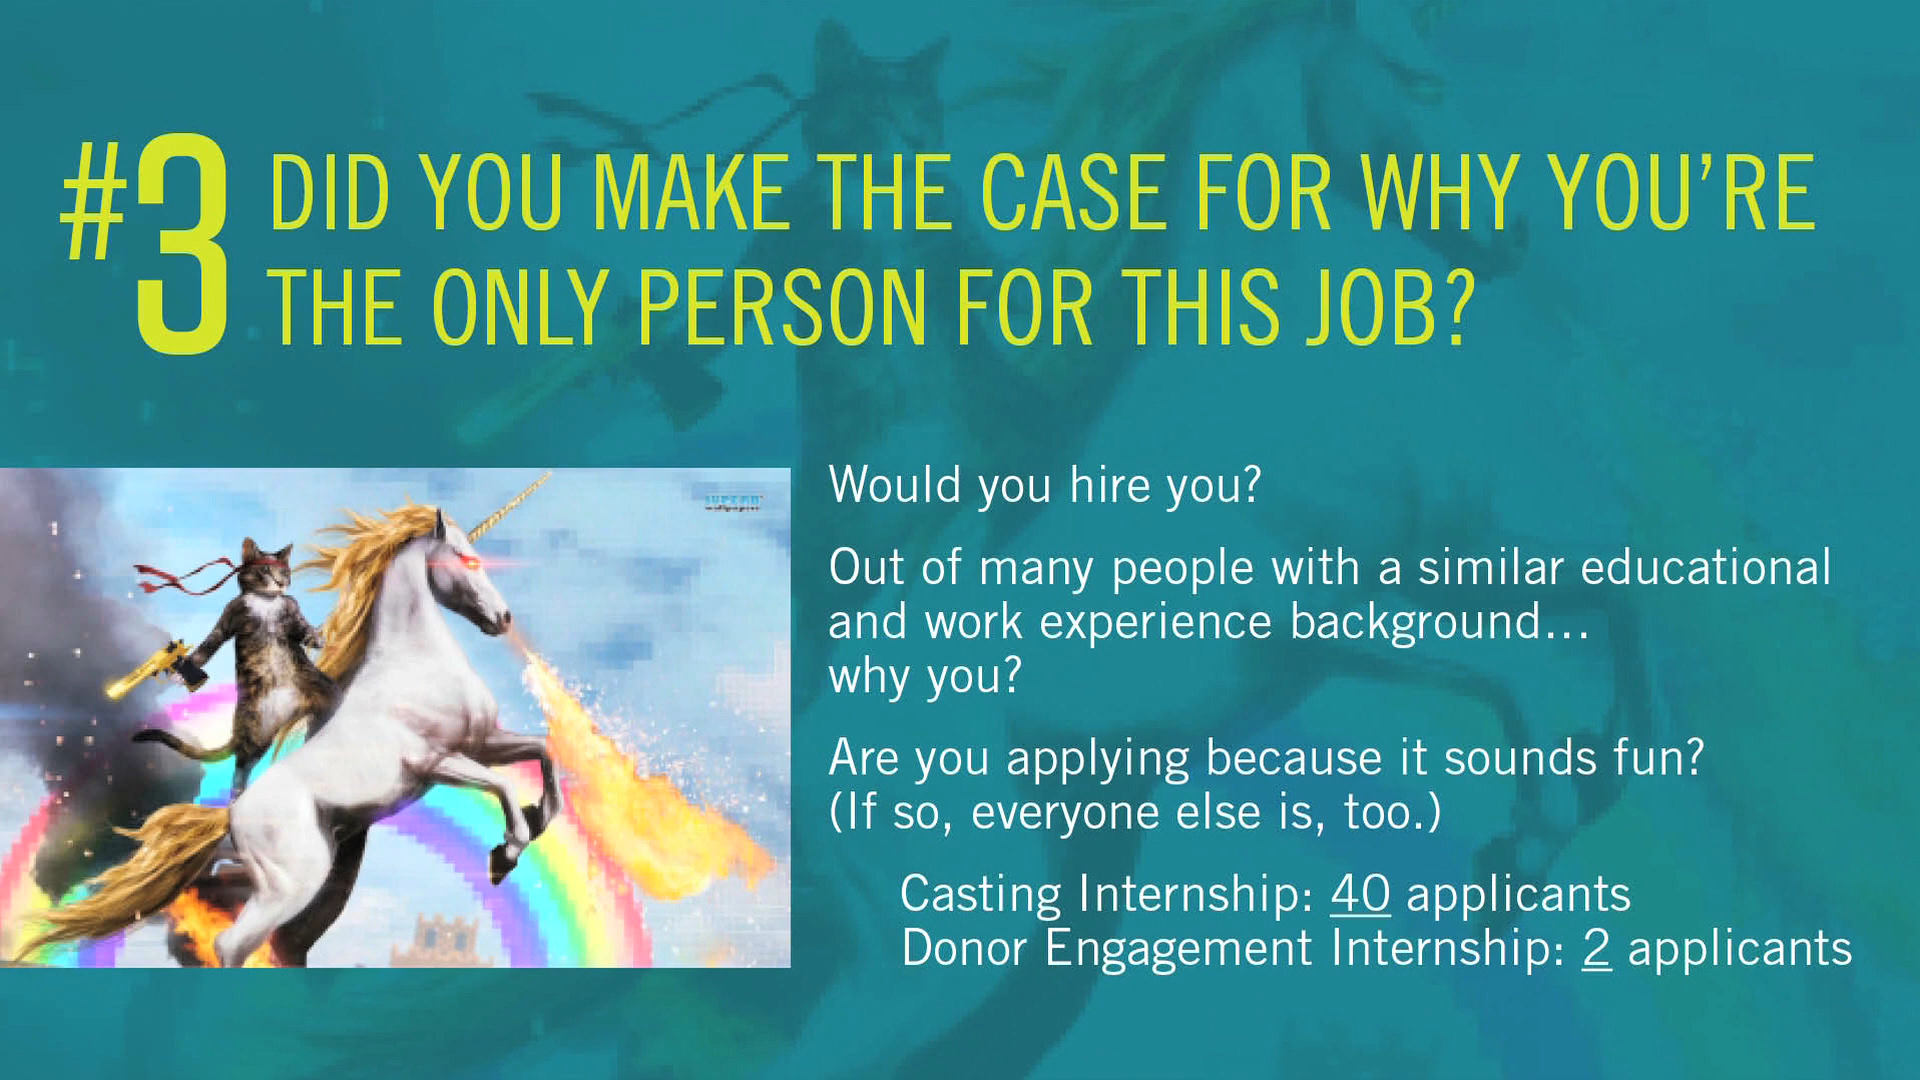 #3 DID YOU MAKE THE CASE FOR WHY YOU’RE
THE ONLY PERSON FOR THIS JOB?
Would you hire you?
Out of many people with a similar educational
and work experience background...
why you?
Are you applying because it sounds fun?
(If so, everyone else is, too.)
Casting Internship: 40 applicants
Donor Engagement Internship: 2 applicants